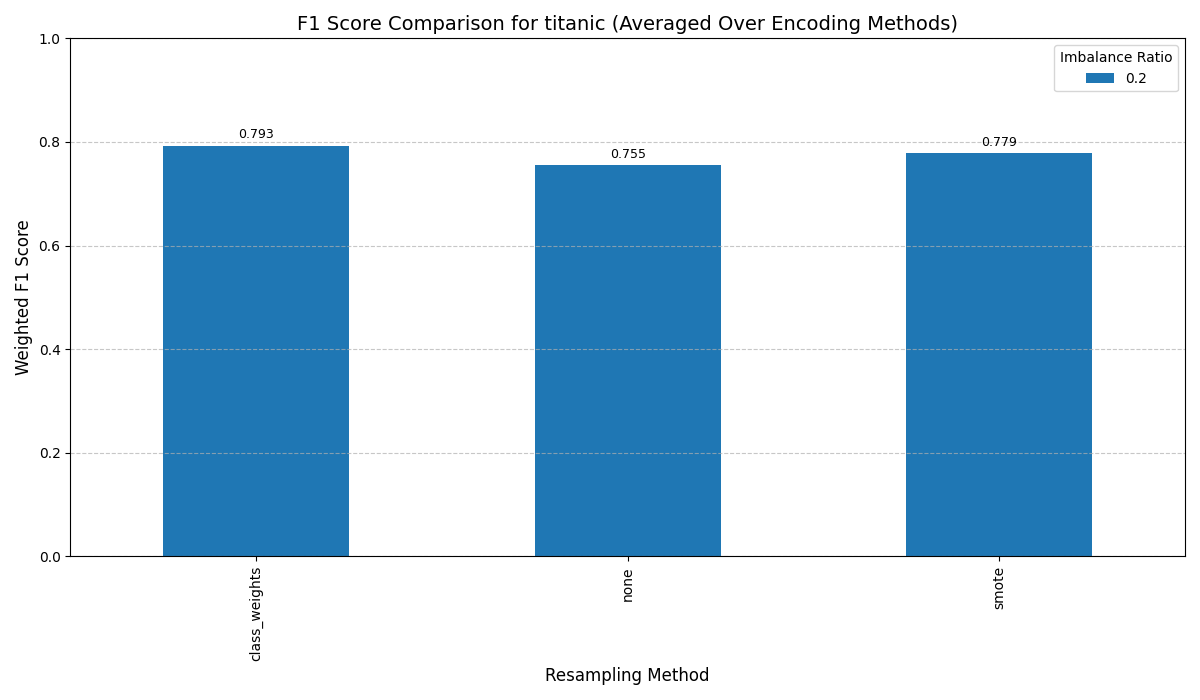 F1 Score Comparison for titanic (Averaged Over Encoding Methods)
Imbalance Ratio
0.2
Weighted F1 Score
1.0
0.8
0.6
0.4
0.2
0.0
0.793
0.755
0.779
class_weights
none
smote
Resampling Method